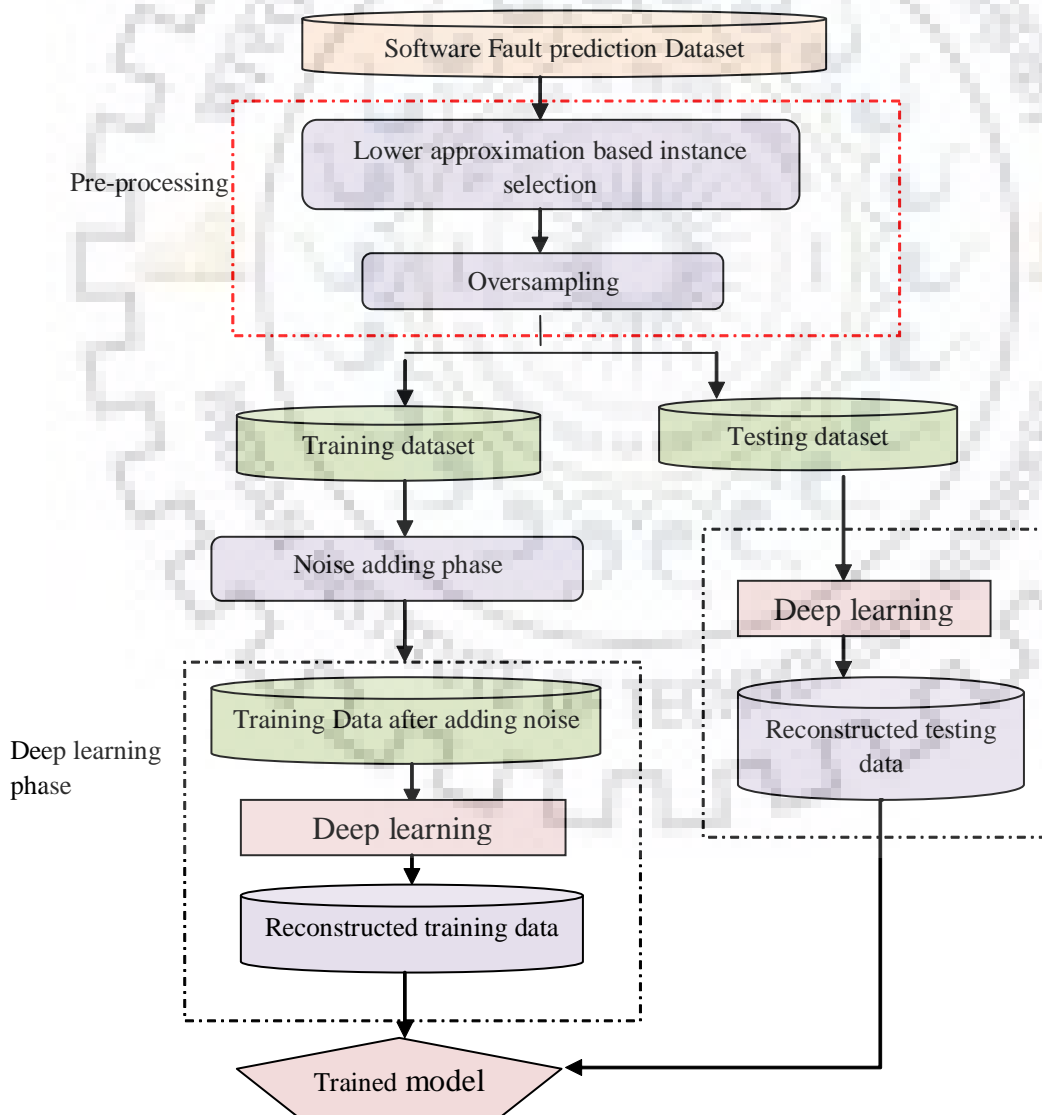 Software Fault prediction Dataset
Pre-processing
Lower approximation based instance
selection
Oversampling
Training dataset
Testing dataset
Noise adding phase
Deep learning
phase
Training Data after adding noise
Deep learning
Reconstructed training data
Deep learning
Reconstructed testing
data
Trained model